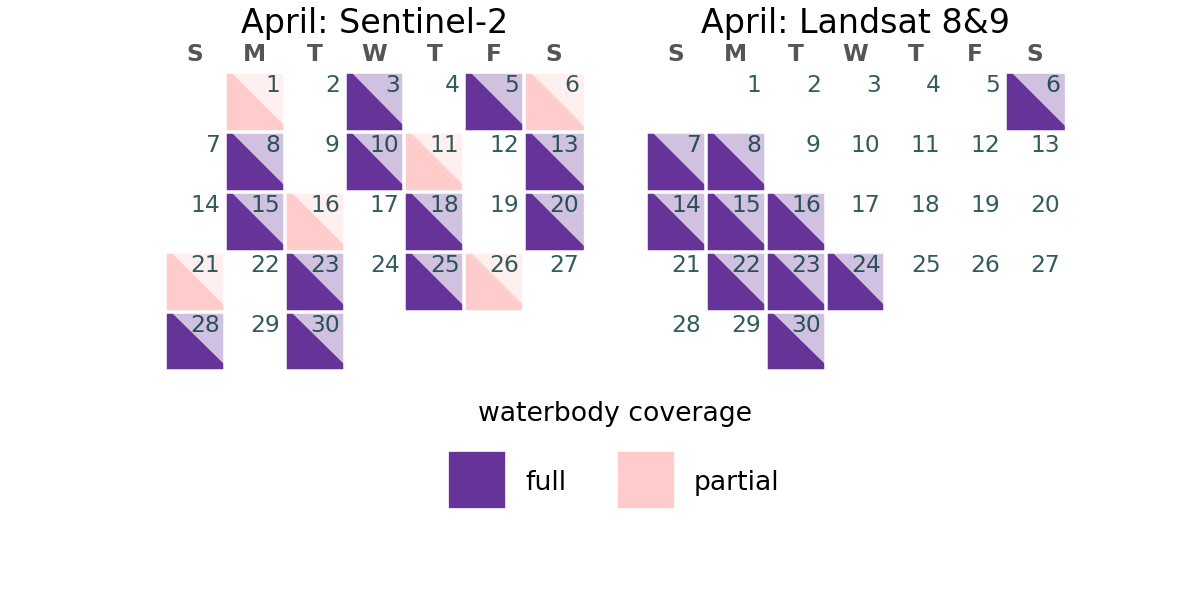 April: Sentinel-2
S M T W T F S
1 2 3 4 5 6
7 8 9 10 11 12 13
14 15 16 17 18 19 20
21 22 23 24 25 26 27
28 29 30
April: Landsat 8&9
S M T W T F S
1 2 3 4 5 6
7 8 9 10 11 12 13
14 15 16 17 18 19 20
21 22 23 24 25 26 27
28 29 30
waterbody coverage
full partial